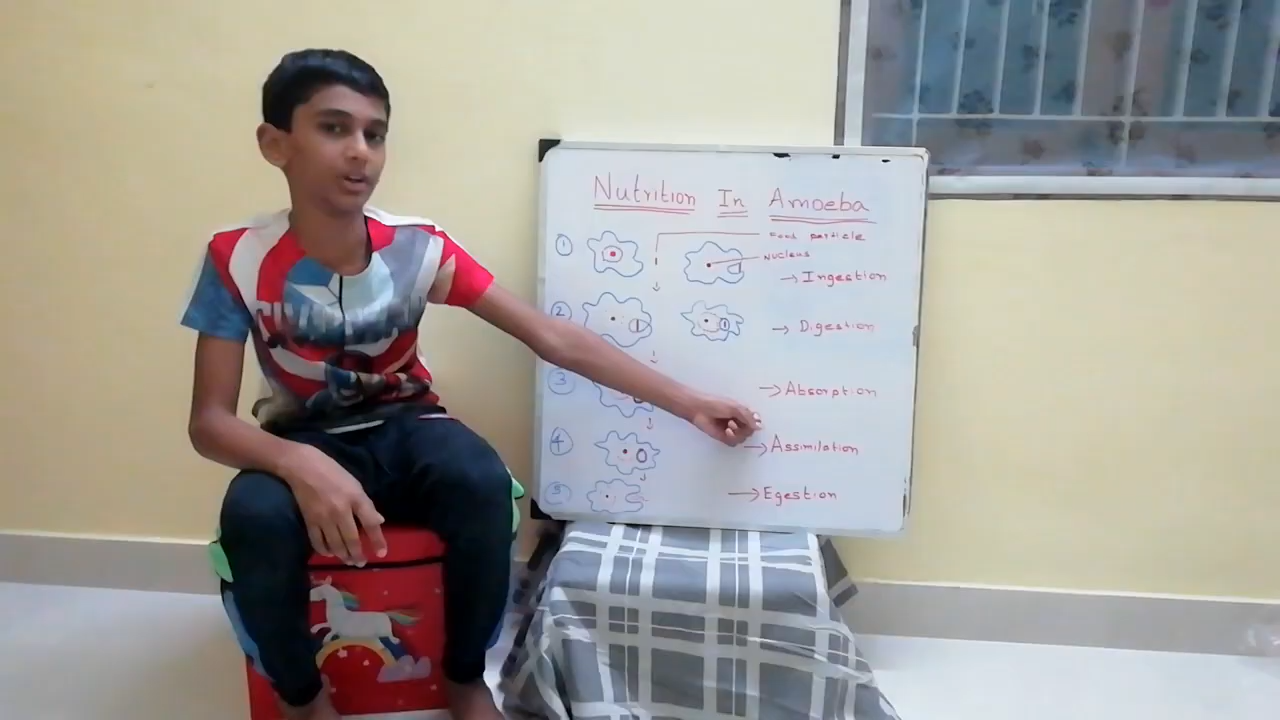 Nutrition In Amoeba
1
Food particle
Nucleus
→ Ingestion
2
→ Digestion
3
→ Absorption
4
→ Assimilation
5
→ Egestion